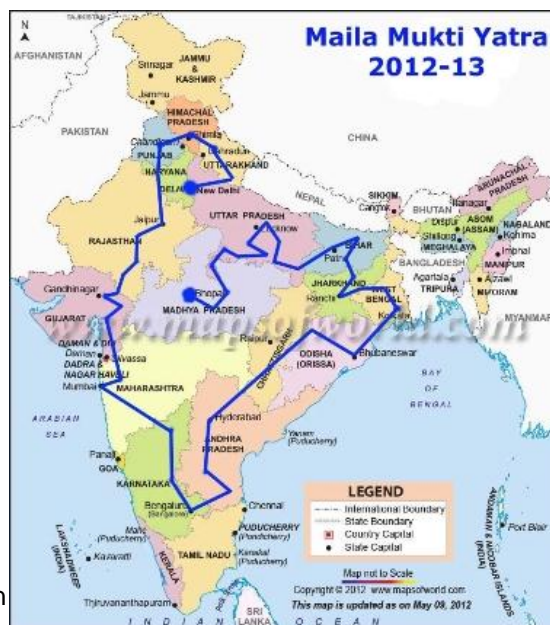 Maila Mukti Yatra
2012-13
TAJIKISTAN
N
AFGHANISTAN
JAMMU
& KASHMIR
Srinagar
Jammu
PAKISTAN
CHINA
HIMACHAL
PRADESH
Shimla
Chandigarh
PUNJAB
Dehradun
UTTARAKHAND
HARYANA
DELHI
New Delhi
NEPAL
SIKKIM
Gangtok
BHUTAN
ARUNACHAL
PRADESH
Itanagar
Dispur
ASOM
(ASSAM)
NAGALAND
Kohima
Shillong
MEGHALAYA
Imphal
MANIPUR
BANGLADESH
Agartala
TRIPURA
Aizawl
MIZORAM
MYANMAR
Jaipur
RAJASTHAN
UTTAR PRADESH
Lucknow
BIHAR
Patna
JHARKHAND
Ranchi
WEST
BENGAL
Kolkata
Gandhinagar
GUJARAT
Bhopal
MADHYA PRADESH
www.mapsofworld.com
DAMAN & DIU
Daman
Silvassa
DADRA &
NAGAR HAVELI
Mumbai
MAHARASHTRA
Raipur
CHHATTISGARH
ODISHA
(ORISSA)
Bhubaneswar
BAY
OF
BENGAL
ARABIAN
SEA
Hyderabad
ANDHRA
PRADESH
Yanam
(Puducherry)
Panaji
GOA
KARNATAKA
Bengaluru
(Bangalore)
Chennai
Mahe
(Puducherry)
PUDUCHERRY
(Pondicherry)
Karaikal
(Puducherry)
TAMIL NADU
KERALA
LAKSHADWEEP
(INDIA)
Kavaratti
Thiruvananthapuram
SRI
LANKA
INDIAN OCEAN
ANDAMAN & NICOBAR ISLANDS
(INDIA)
Port Blair
LEGEND
International Boundary
State Boundary
Country Capital
State Capital
Map not to Scale
Copyright © 2012 www.mapsofworld.com
This map is updated as on May 09, 2012